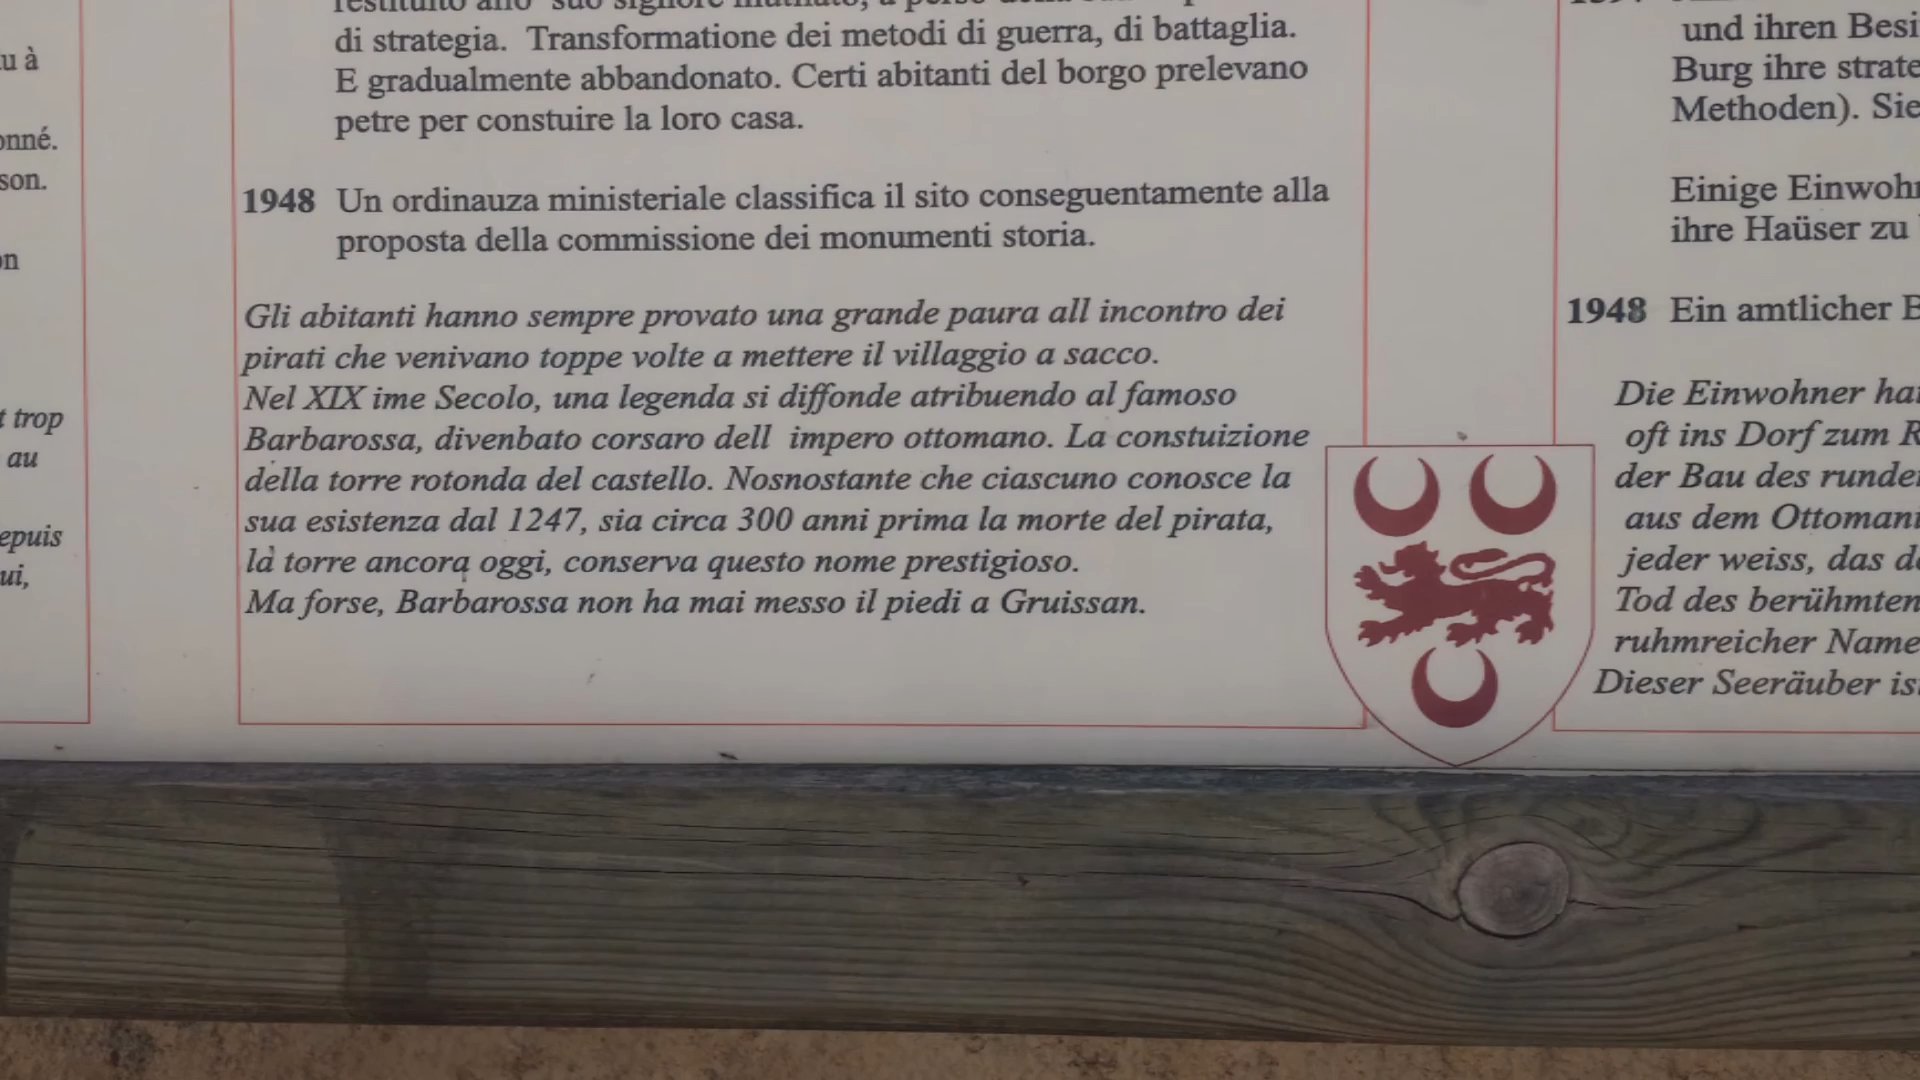 u à
onné.
son.
on
t trop
au
epuis
ui,
di strategia. Transformatione dei metodi di guerra, di battaglia.
E gradualmente abbandonato. Certi abitanti del borgo prelevano
petre per constuire la loro casa.
1948 Un ordinauza ministeriale classifica il sito conseguentamente alla
proposta della commissione dei monumenti storia.
Gli abitanti hanno sempre provato una grande paura all incontro dei
pirati che venivano toppe volte a mettere il villaggio a sacco.
Nel XIX ime Secolo, una legenda si diffonde atribuendo al famoso
Barbarossa, divenbato corsaro dell impero ottomano. La constuizione
della torre rotonda del castello. Nosnostante che ciascuno conosce la
sua esistenza dal 1247, sia circa 300 anni prima la morte del pirata,
la torre ancora oggi, conserva questo nome prestigioso.
Ma forse, Barbarossa non ha mai messo il piedi a Gruissan.
und ihren Besi
Burg ihre strate
Methoden). Sie
Einige Einwohn
ihre Haüser zu
1948 Ein amtlicher
Die Einwohner ha
oft ins Dorf zum R
der Bau des runde
aus dem Ottoman
jeder weiss, das d
Tod des berühmten
ruhmreicher Name
Dieser Seeräuber is